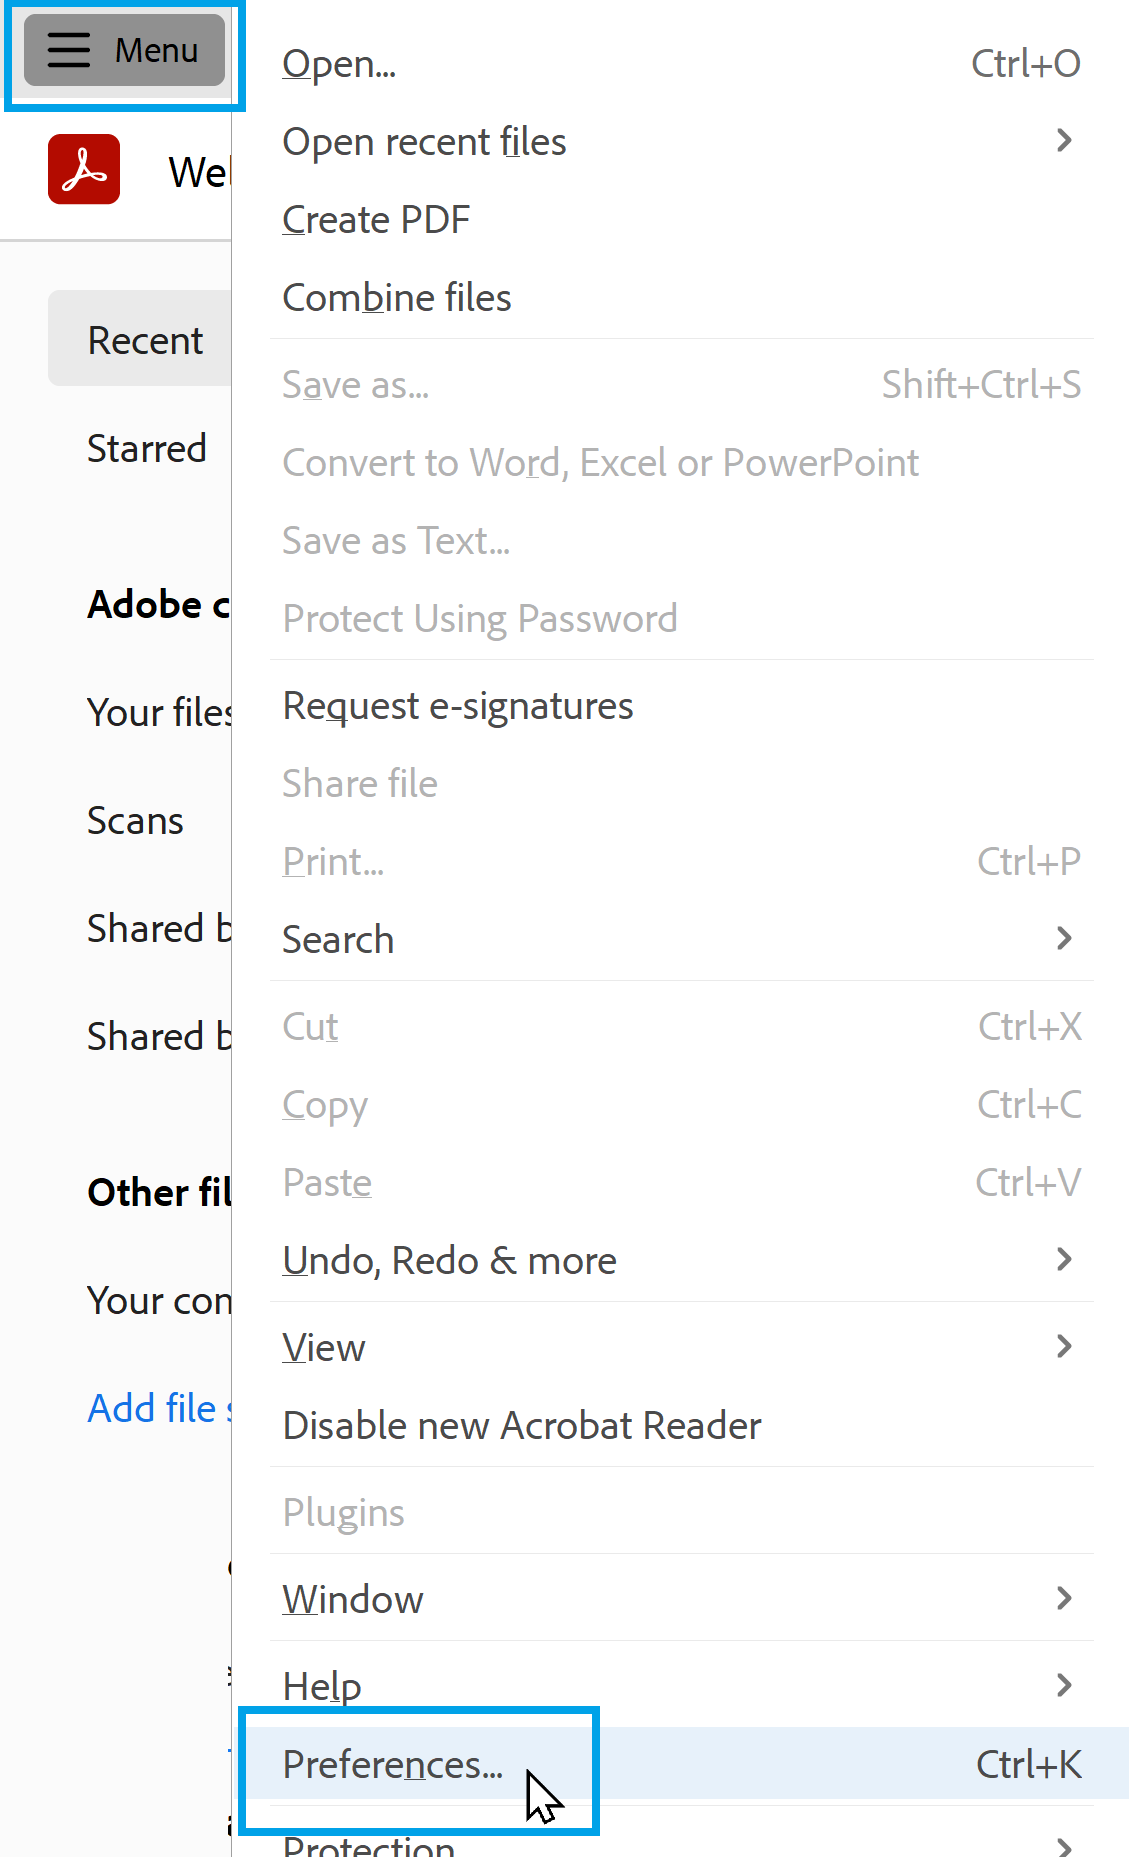 Menu
Open... Ctrl+O
Open recent files
Create PDF
Combine files
Recent
Save as... Shift+Ctrl+S
Starred
Convert to Word, Excel or PowerPoint
Save as Text...
Adobe
Protect Using Password
Your files
Request e-signatures
Share file
Scans
Print... Ctrl+P
Shared
Search
Cut Ctrl+X
Shared
Copy Ctrl+C
Paste Ctrl+V
Other
Undo, Redo & more
Your
View
Add file
Disable new Acrobat Reader
Plugins
Window
Help
Preferences... Ctrl+K
Protection